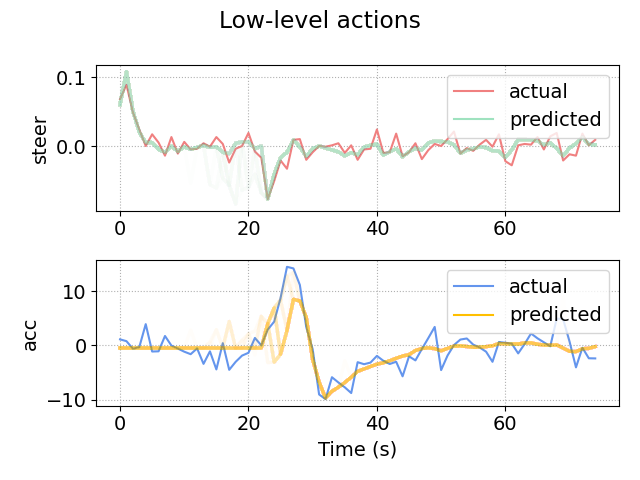 Low-level actions
steer
0.1
0.0
actual
predicted
0 20 40 60
acc
10
0
−10
actual
predicted
0 20 40 60
Time (s)